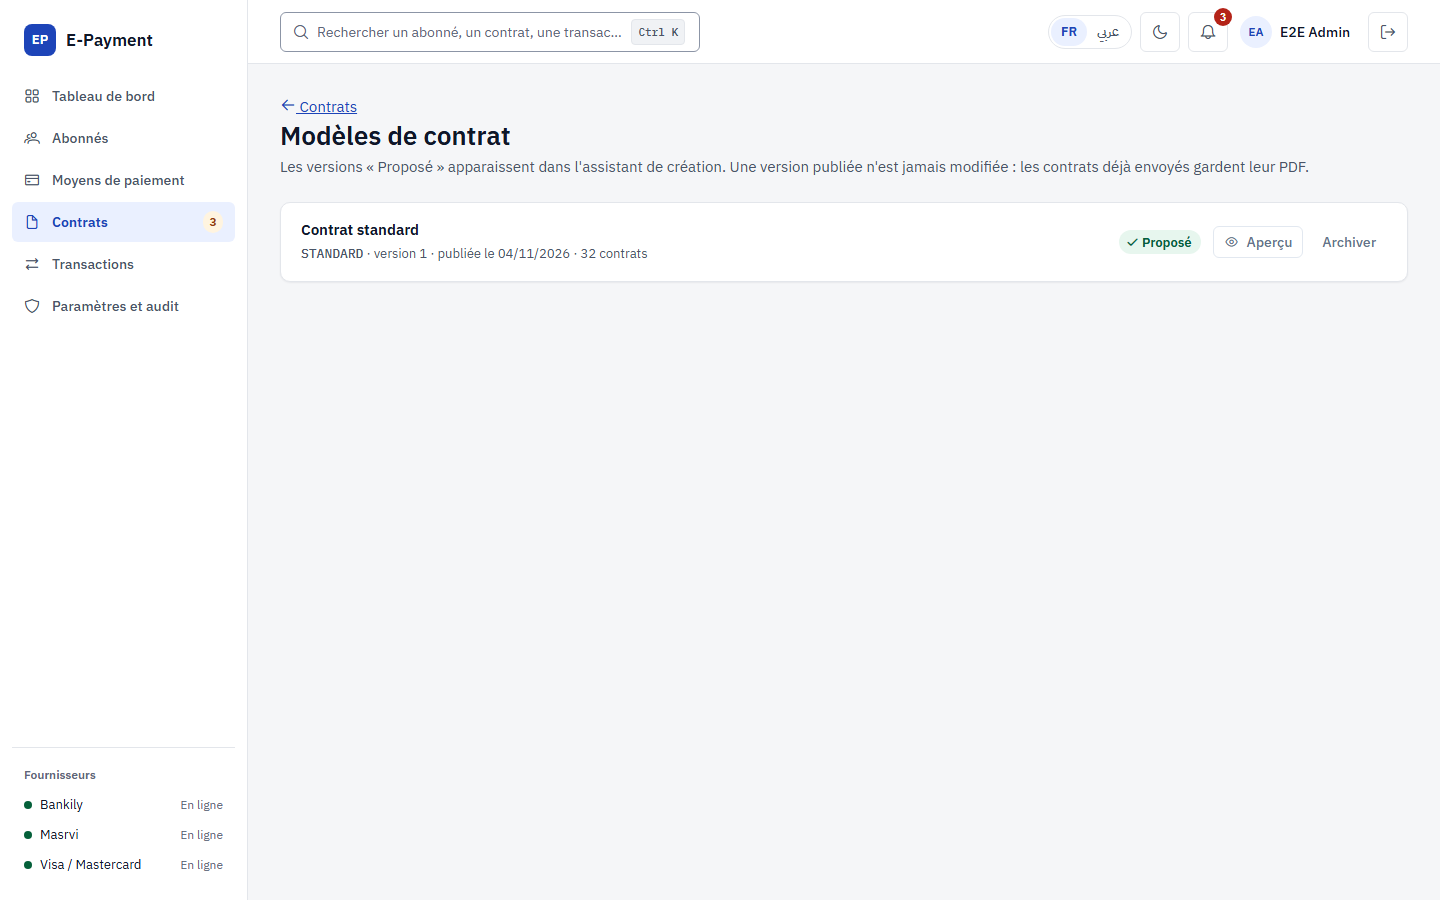 EP E-Payment
Tableau de bord
Abonnés
Moyens de paiement
Contrats 3
Transactions
Paramètres et audit
Fournisseurs
Bankily En ligne
Masrvi En ligne
Visa / Mastercard En ligne
Rechercher un abonné, un contrat, une transac... Ctrl K
FR عربي 3 EA E2E Admin
← Contrats
Modèles de contrat
Les versions « Proposé » apparaissent dans l'assistant de création. Une version publiée n'est jamais modifiée : les contrats déjà envoyés gardent leur PDF.
Contrat standard
STANDARD · version 1 · publiée le 04/11/2026 · 32 contrats
✓ Proposé Aperçu Archiver